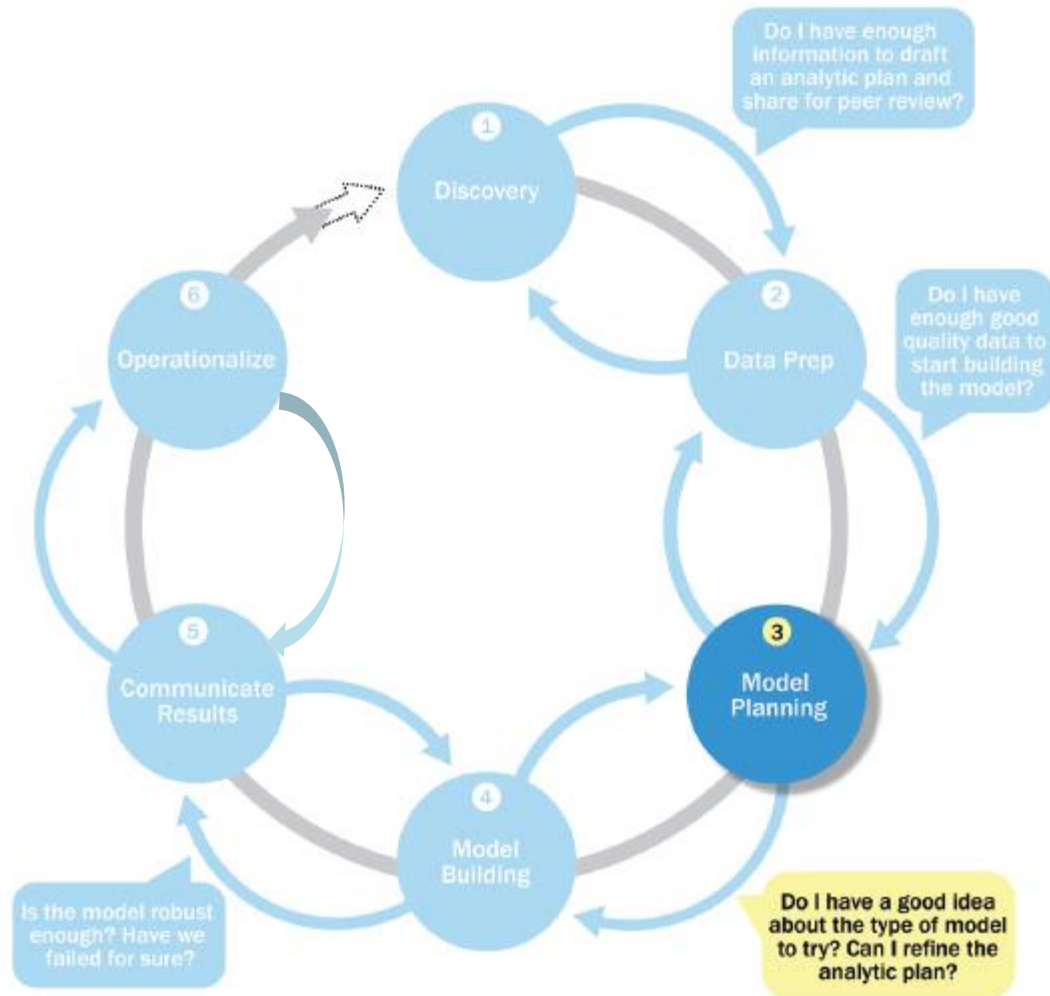 Do I have enough
information to draft
an analytic plan and
share for peer review?
1
Discovery
2
Data Prep
Do I have
enough good
quality data to
start building
the model?
6
Operationalize
3
Model
Planning
5
Communicate
Results
4
Model
Building
Is the model robust
enough? Have we
failed for sure?
Do I have a good idea
about the type of model
to try? Can I refine the
analytic plan?